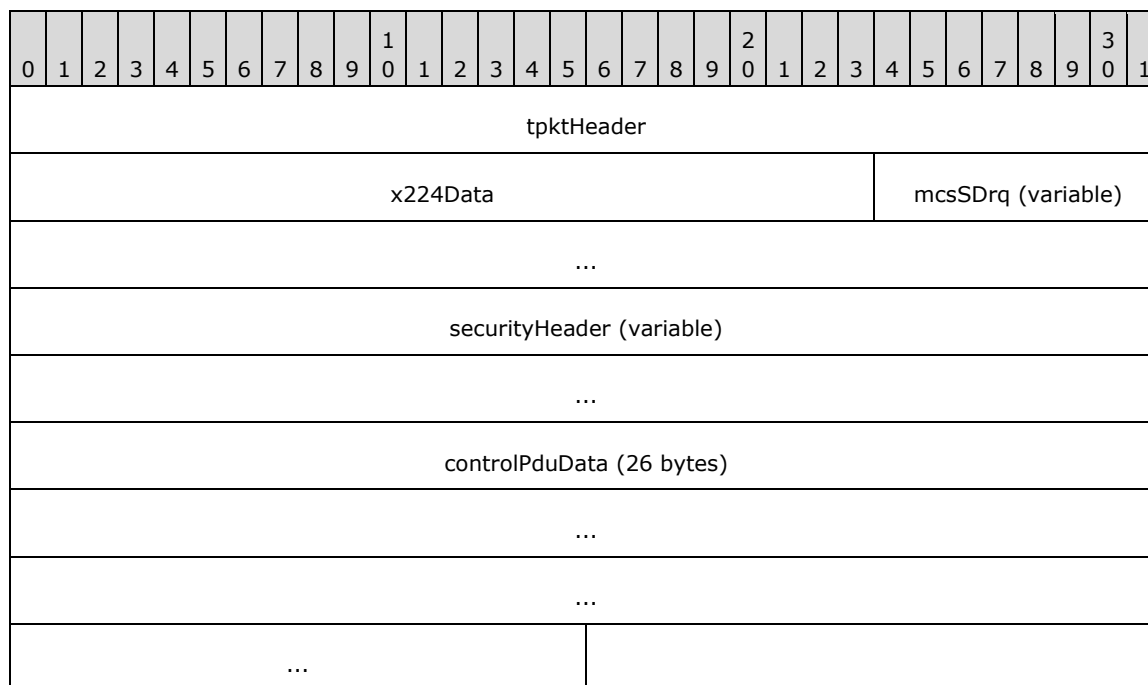 1 2 3
0 1 2 3 4 5 6 7 8 9 0 1 2 3 4 5 6 7 8 9 0 1 2 3 4 5 6 7 8 9 0 1
tpktHeader
x224Data mcsSDrq (variable)
...
securityHeader (variable)
...
controlPduData (26 bytes)
...
...
...